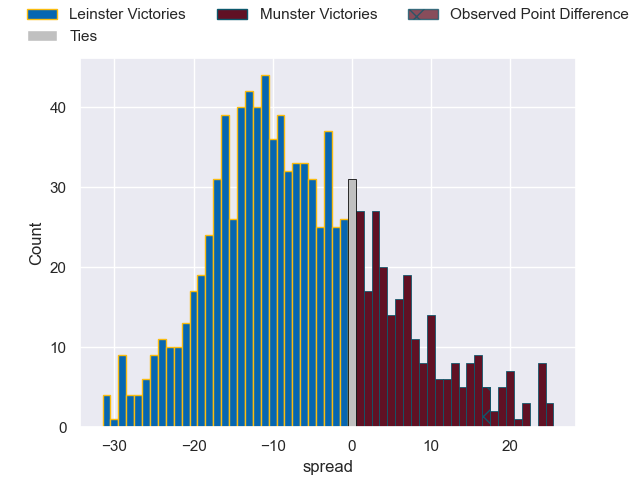 Leinster Victories Munster Victories Observed Point Difference
Ties
40
30
20
10
0
Count
−30 −20 −10 0 10 20
spread